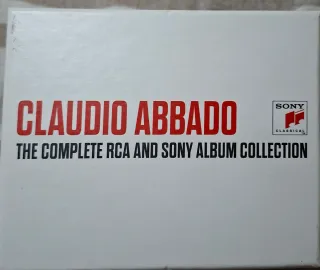 CLAUDIO ABBADO
SONY
CLASSICAL
THE COMPLETE RCA AND SONY ALBUM COLLECTION